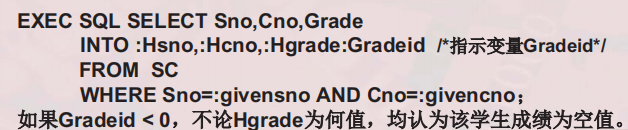 EXEC SQL SELECT Sno,Cno,Grade
INTO :Hsno,:Hcno,:Hgrade:Gradeid /*指示变量Gradeid*/
FROM SC
WHERE Sno=:givensno AND Cno=:givencno；
如果Gradeid < 0，不论Hgrade为何值，均认为该学生成绩为空值。